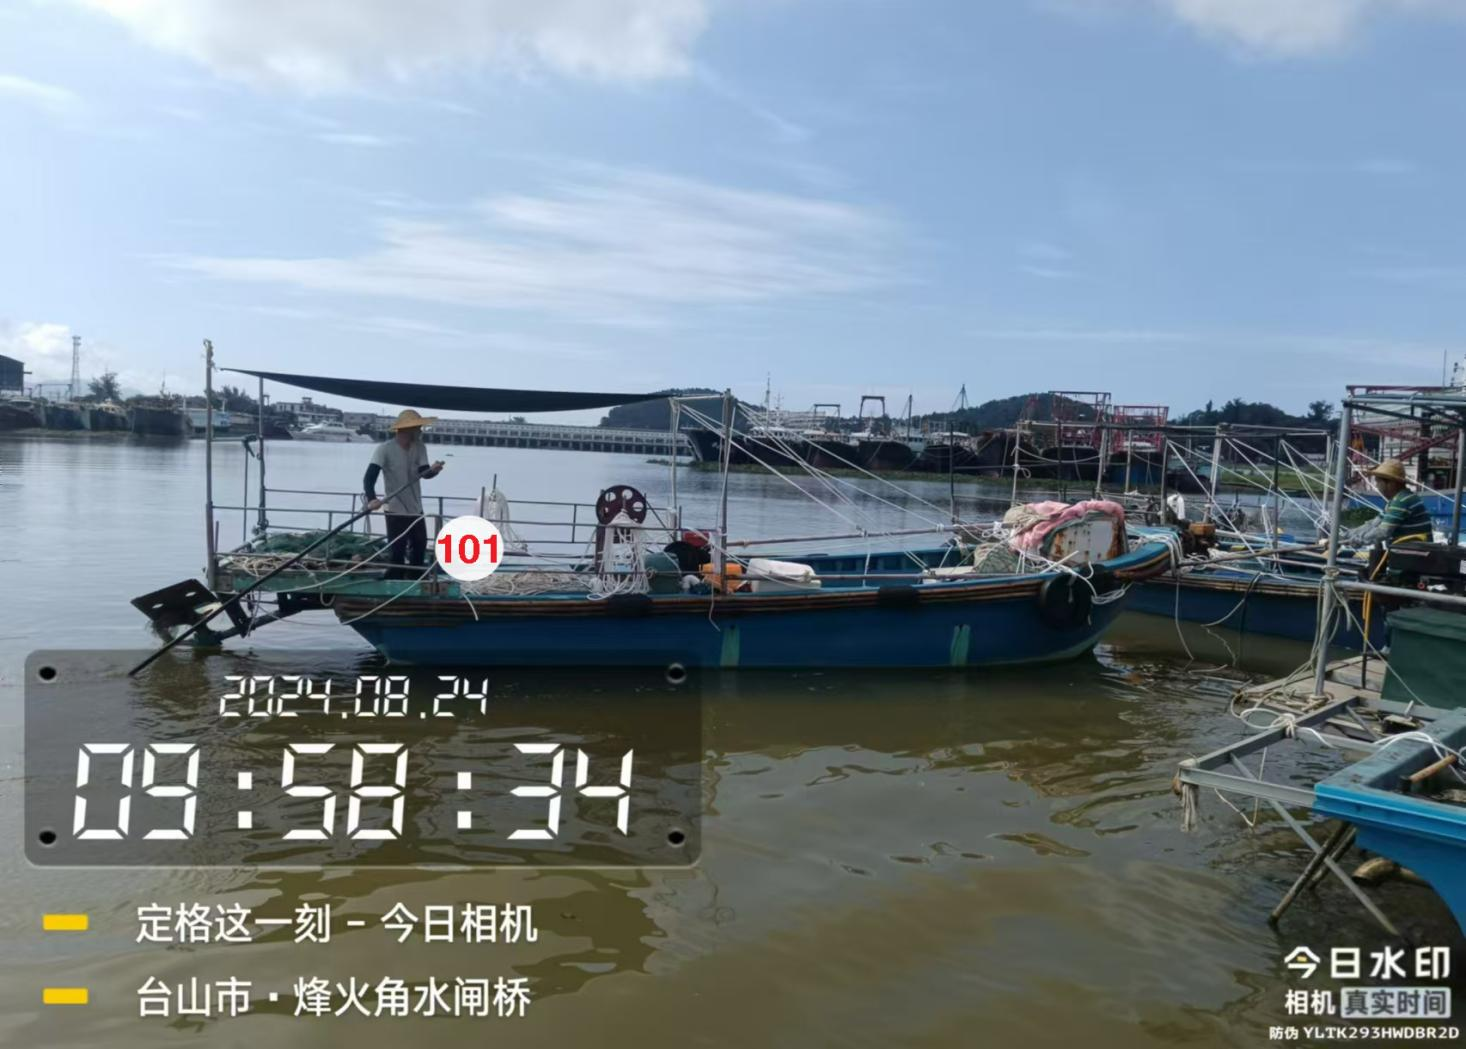 101
2024.08.24
09:58:34
定格这一刻 - 今日相机
台山市·烽火角水闸桥
今日水印
相机 真实时间
防伪 YLTK293HWDBR2D